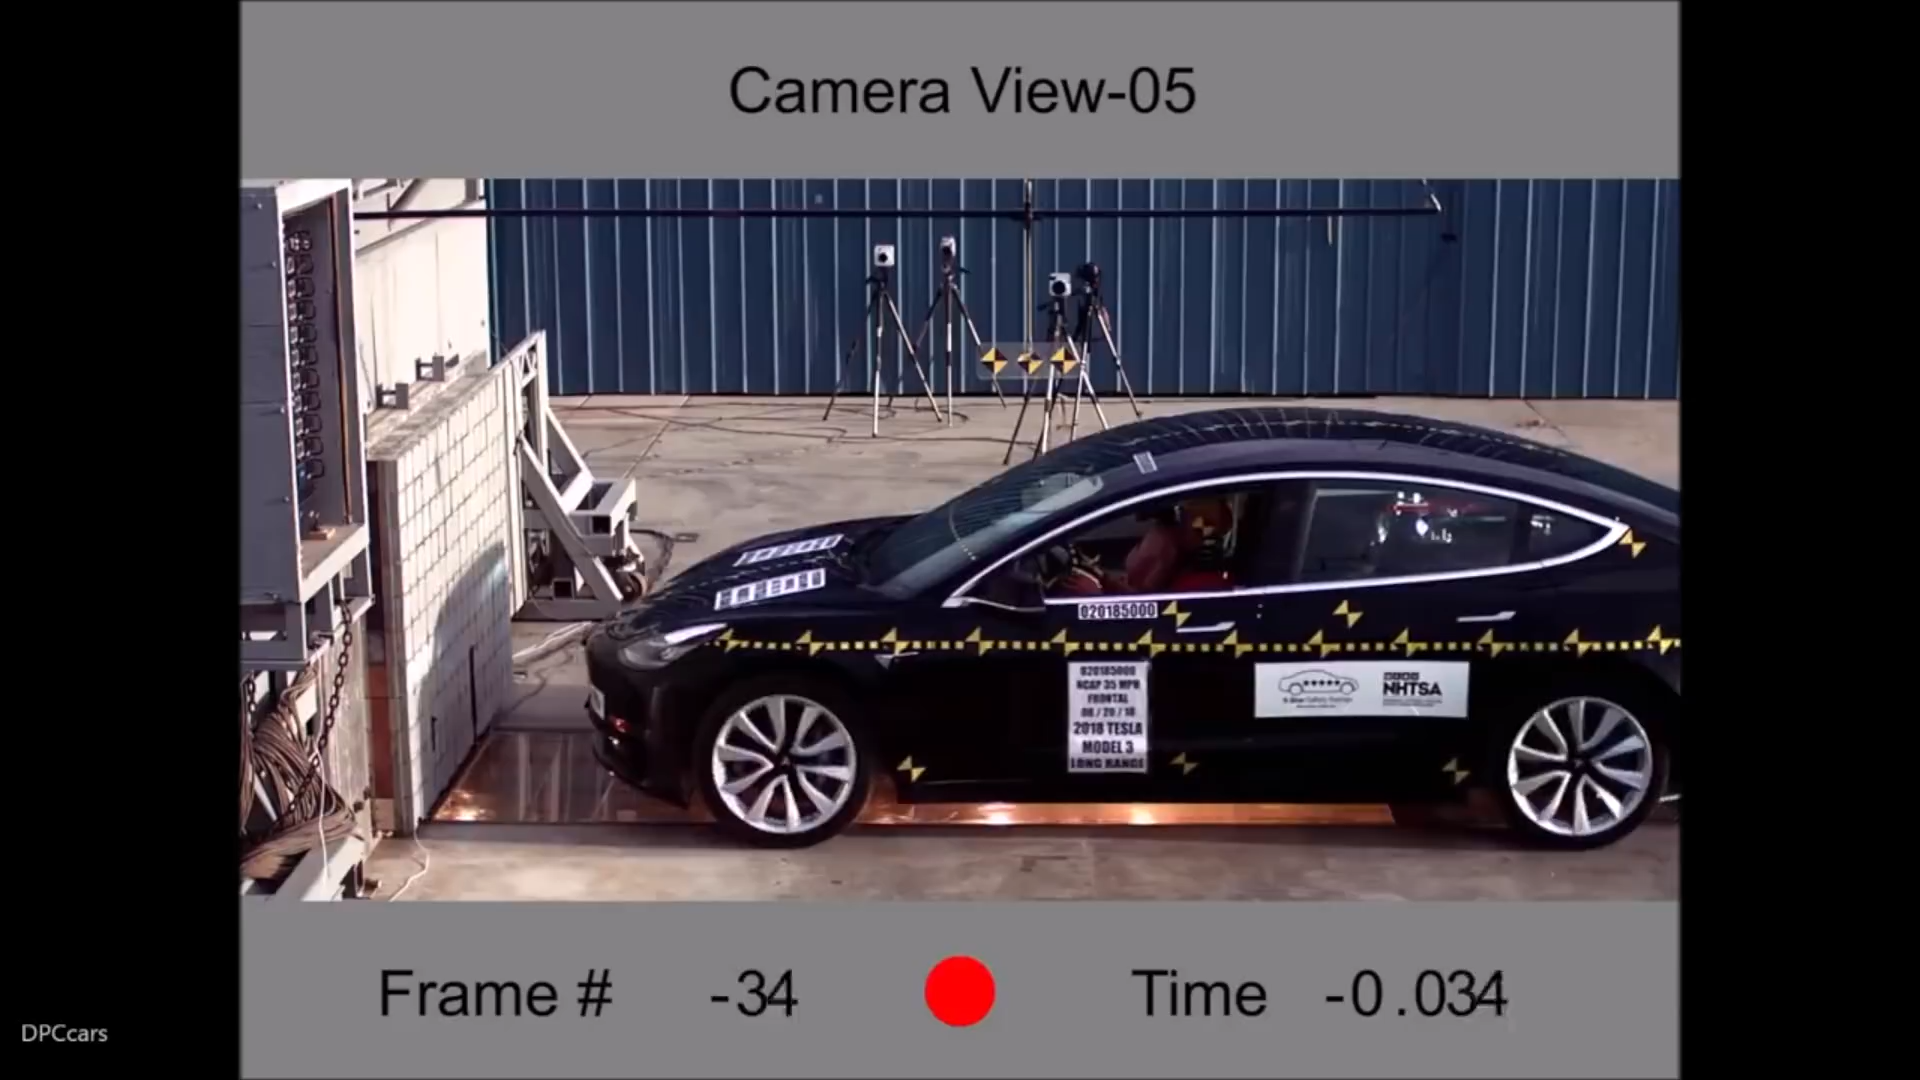 Camera View-05
020185000
020185000
NCAP 35 MPH
FRONTAL
08 / 20 / 18
2018 TESLA
MODEL 3
LONG RANGE
NHTSA
Frame # -34 Time -0.034
DPCcars